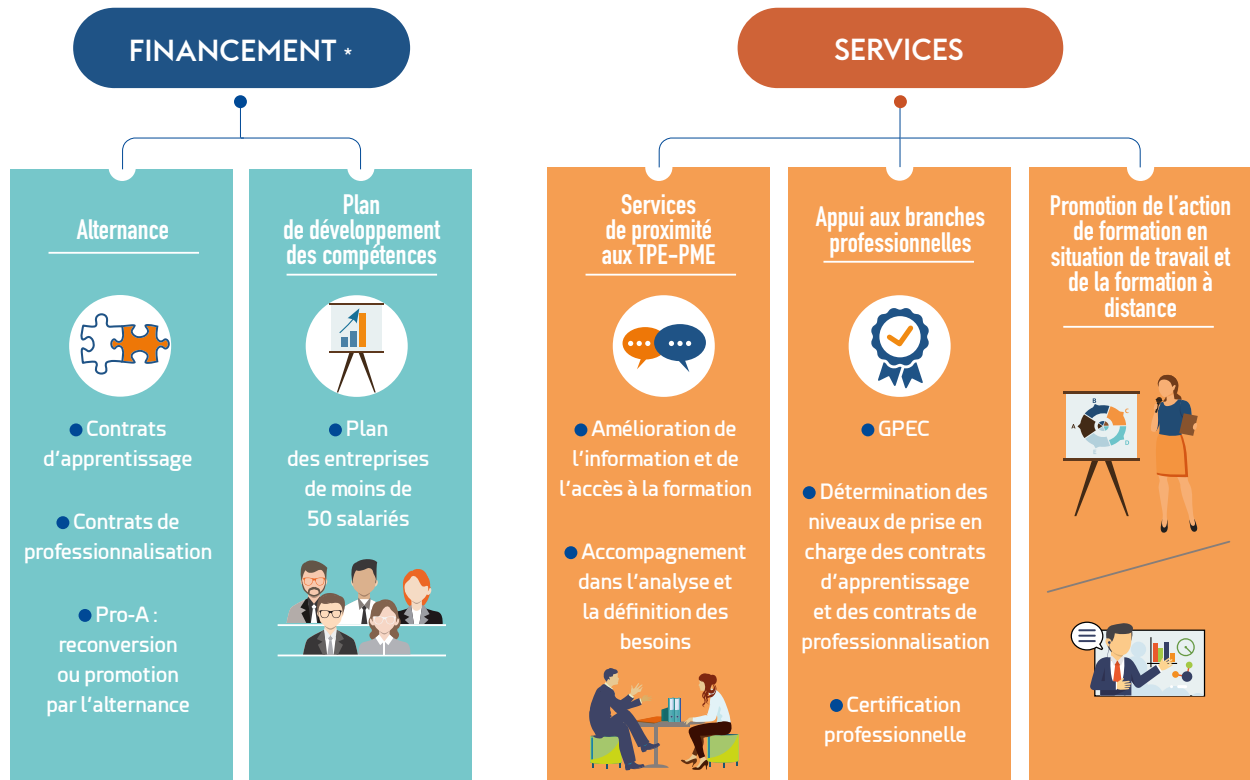 FINANCEMENT *
Alternance
● Contrats
d'apprentissage
● Contrats de
professionnalisation
● Pro-A :
reconversion
ou promotion
par l'alternance
Plan
de développement
des compétences
● Plan
des entreprises
de moins de
50 salariés
SERVICES
Services
de proximité
aux TPE-PME
● Amélioration de
l'information et de
l'accès à la formation
● Accompagnement
dans l'analyse et
la définition des
besoins
Appui aux branches
professionnelles
● GPEC
● Détermination des
niveaux de prise en
charge des contrats
d'apprentissage
et des contrats de
professionnalisation
● Certification
professionnelle
Promotion de l'action
de formation en
situation de travail et
de la formation à
distance
A
B
C
D
E